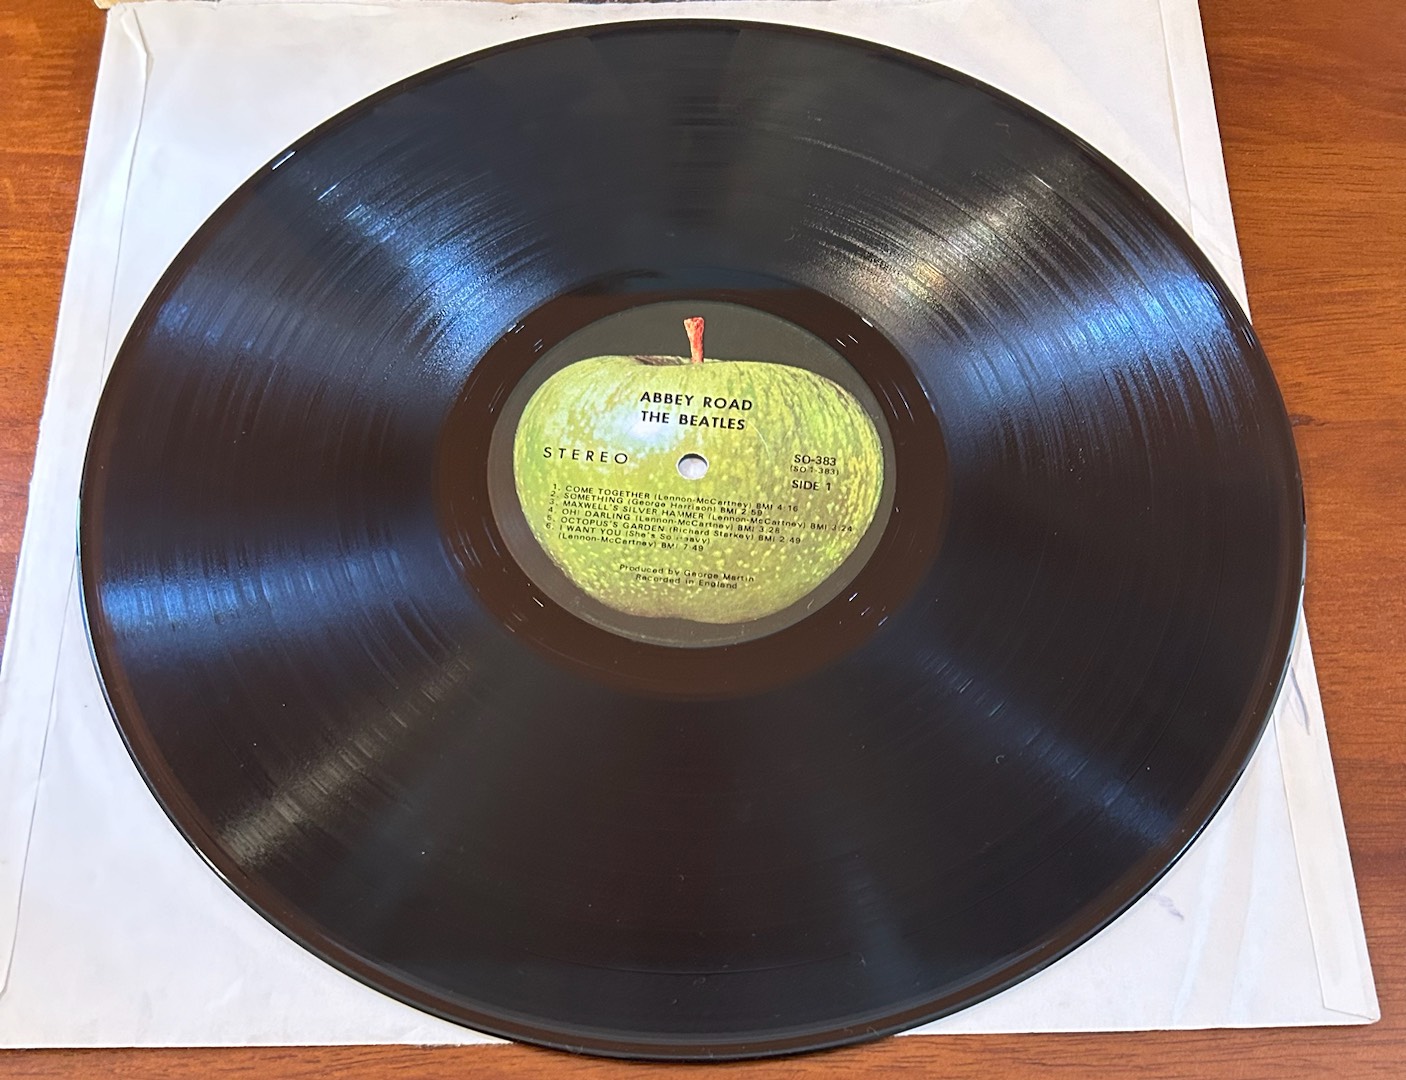 ABBEY ROAD
THE BEATLES
STEREO
SO-383
(SO 1-383)
SIDE 1
1. COME TOGETHER (Lennon-McCartney) BMI 4:16
2. SOMETHING (George Harrison) BMI 2:59
3. MAXWELL'S SILVER HAMMER (Lennon-McCartney) BMI 3:24
4. OH! DARLING (Lennon-McCartney) BMI 3:28
5. OCTOPUS'S GARDEN (Richard Starkey) BMI 2:49
6. I WANT YOU (She's So Heavy)
(Lennon-McCartney) BMI 7:49
Produced by George Martin
Recorded in England